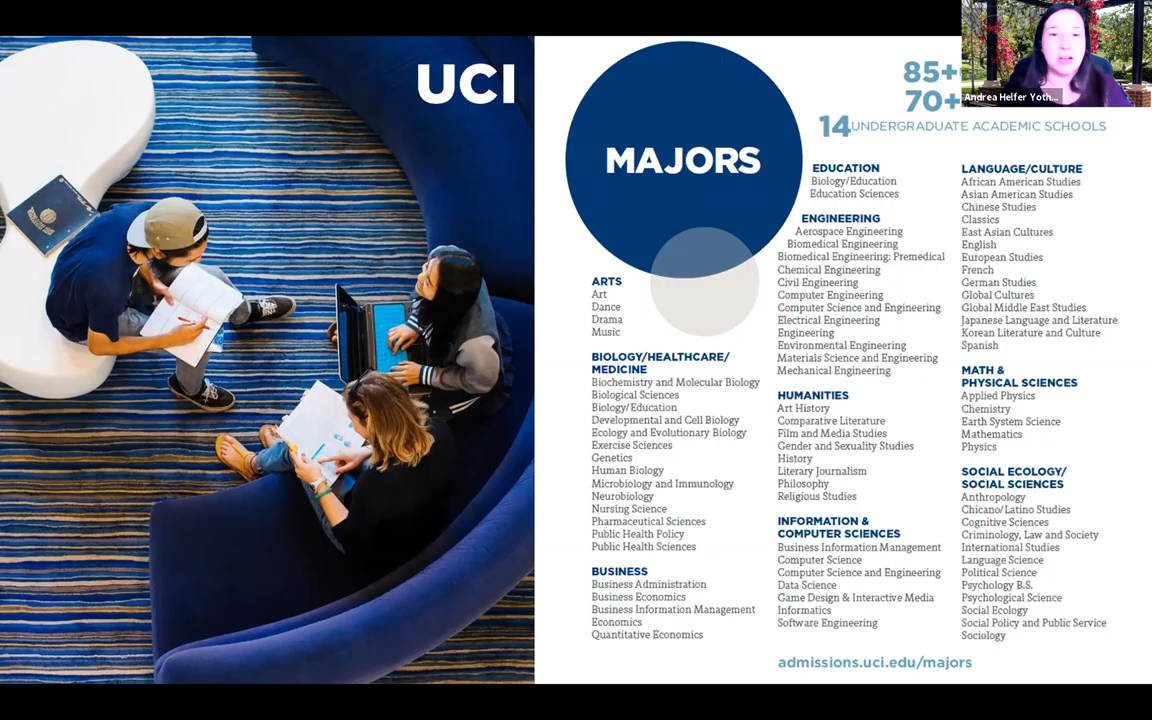 UCI
MAJORS
85+
70+
14 UNDERGRADUATE ACADEMIC SCHOOLS
Andrea Helfer Yoth...
ARTS
Art
Dance
Drama
Music
BIOLOGY/HEALTHCARE/
MEDICINE
Biochemistry and Molecular Biology
Biological Sciences
Biology/Education
Developmental and Cell Biology
Ecology and Evolutionary Biology
Exercise Sciences
Genetics
Human Biology
Microbiology and Immunology
Neurobiology
Nursing Science
Pharmaceutical Sciences
Public Health Policy
Public Health Sciences
BUSINESS
Business Administration
Business Economics
Business Information Management
Economics
Quantitative Economics
EDUCATION
Biology/Education
Education Sciences
ENGINEERING
Aerospace Engineering
Biomedical Engineering
Biomedical Engineering: Premedical
Chemical Engineering
Civil Engineering
Computer Engineering
Computer Science and Engineering
Electrical Engineering
Engineering
Environmental Engineering
Materials Science and Engineering
Mechanical Engineering
HUMANITIES
Art History
Comparative Literature
Film and Media Studies
Gender and Sexuality Studies
History
Literary Journalism
Philosophy
Religious Studies
INFORMATION &
COMPUTER SCIENCES
Business Information Management
Computer Science
Computer Science and Engineering
Data Science
Game Design & Interactive Media
Informatics
Software Engineering
LANGUAGE/CULTURE
African American Studies
Asian American Studies
Chinese Studies
Classics
East Asian Cultures
English
European Studies
French
German Studies
Global Cultures
Global Middle East Studies
Japanese Language and Literature
Korean Literature and Culture
Spanish
MATH &
PHYSICAL SCIENCES
Applied Physics
Chemistry
Earth System Science
Mathematics
Physics
SOCIAL ECOLOGY/
SOCIAL SCIENCES
Anthropology
Chicano/Latino Studies
Cognitive Sciences
Criminology, Law and Society
International Studies
Language Science
Political Science
Psychology B.S.
Psychological Science
Social Ecology
Social Policy and Public Service
Sociology
admissions.uci.edu/majors